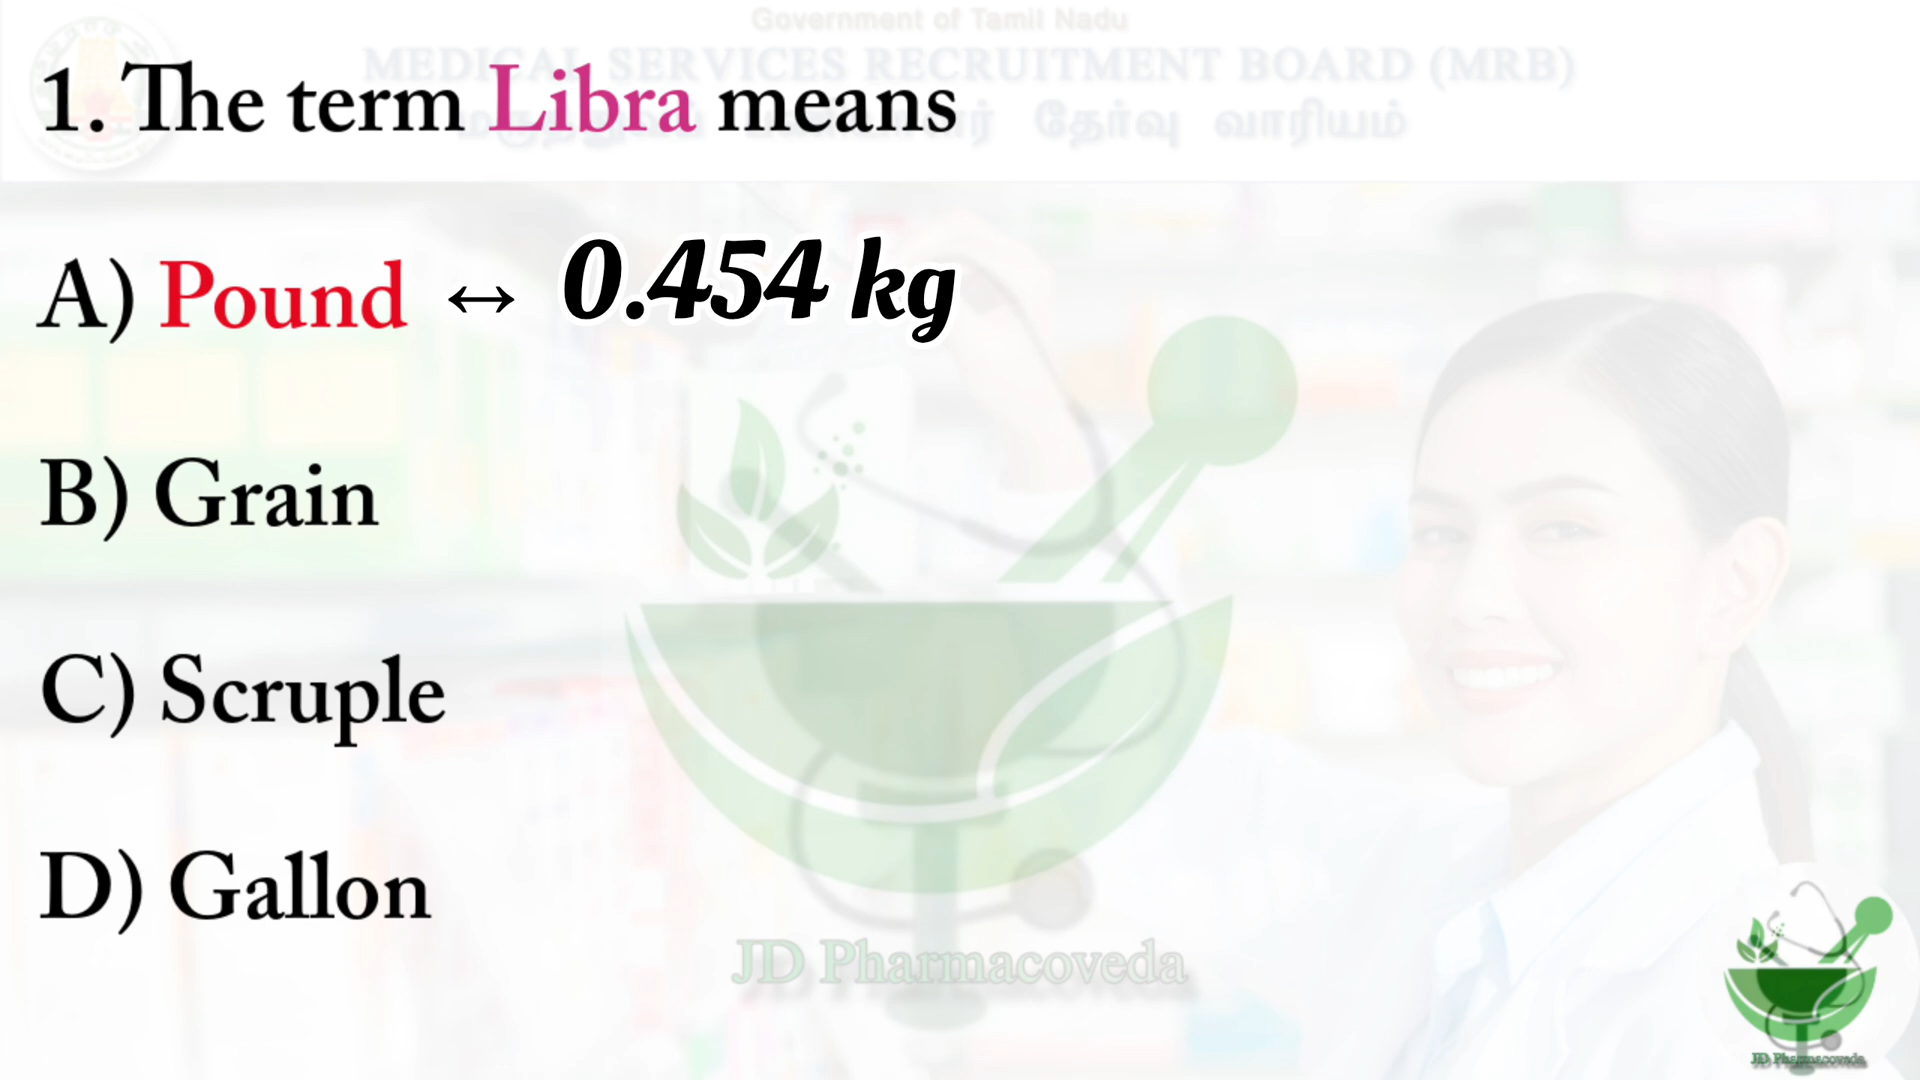 Government of Tamil Nadu
MEDICAL SERVICES RECRUITMENT BOARD (MRB)
தேர்வு வாரியம்
1. The term Libra means
A) Pound ↔ 0.454 kg
B) Grain
C) Scruple
D) Gallon
JD Pharmacoveda
JD Pharmacoveda